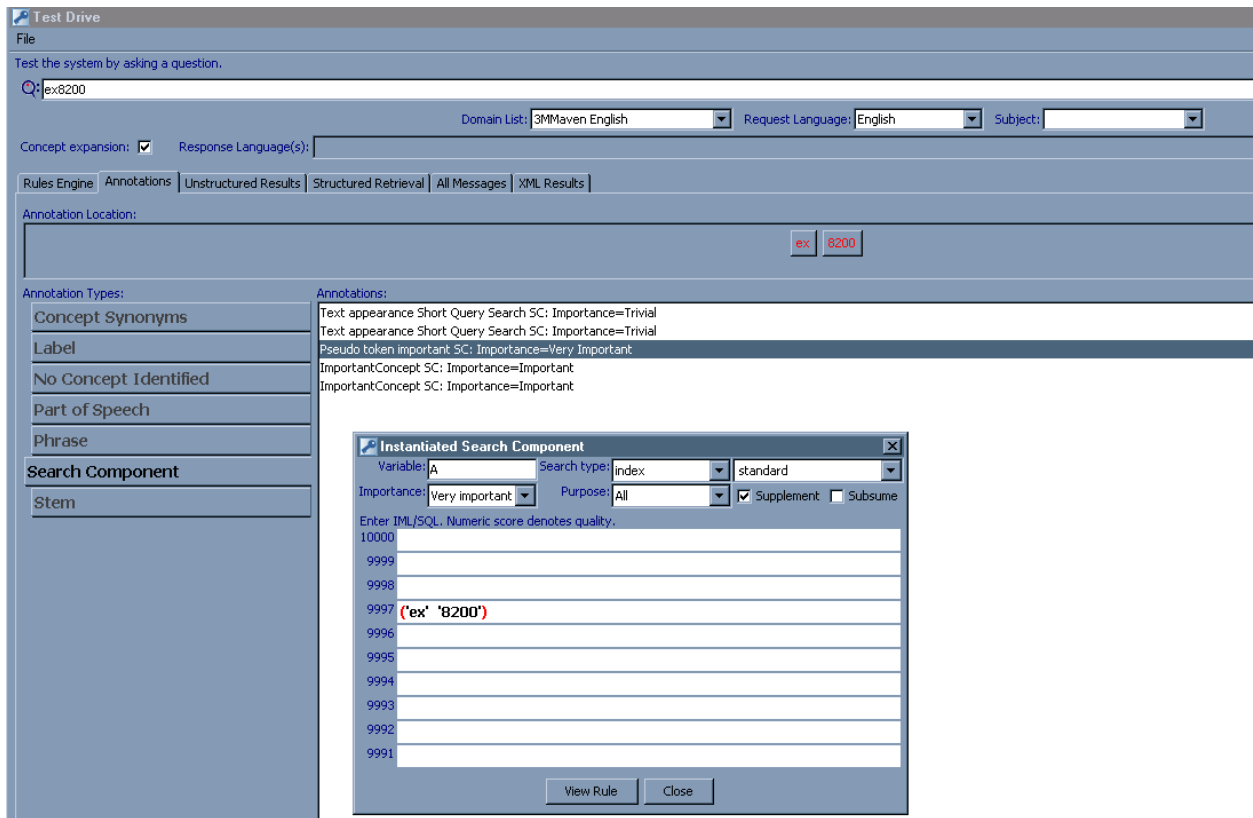 Test Drive
File
Test the system by asking a question.
Q: ex8200
Domain List: 3MMaven English Request Language: English Subject:
Concept expansion: Response Language(s):
Rules Engine Annotations Unstructured Results Structured Retrieval All Messages XML Results
Annotation Location:
ex 8200
Annotation Types: Annotations:
Concept Synonyms
Label
No Concept Identified
Part of Speech
Phrase
Search Component
Stem
Text appearance Short Query Search SC: Importance=Trivial
Text appearance Short Query Search SC: Importance=Trivial
Pseudo token important SC: Importance=Very Important
ImportantConcept SC: Importance=Important
ImportantConcept SC: Importance=Important
Instantiated Search Component
Variable: A Search type: index standard
Importance: Very important Purpose: All Supplement Subsume
Enter IML/SQL. Numeric score denotes quality.
10000
9999
9998
9997 ('ex' '8200')
9996
9995
9994
9993
9992
9991
View Rule Close